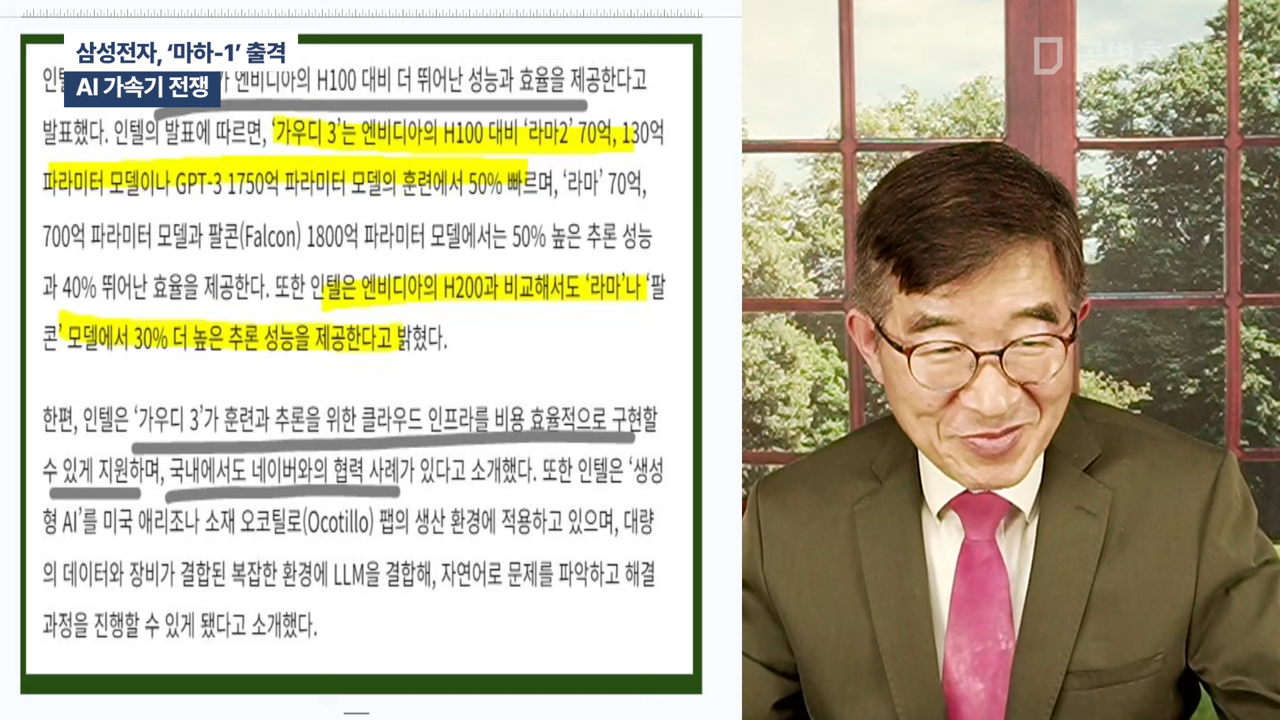 삼성전자, ‘마하-1’ 출격
AI 가속기 전쟁
엔비디아의 H100 대비 더 뛰어난 성능과 효율을 제공한다고
발표했다. 인텔의 발표에 따르면, ‘가우디 3’는 엔비디아의 H100 대비 ‘라마2’ 70억, 130억
파라미터 모델이나 GPT-3 1750억 파라미터 모델의 훈련에서 50% 빠르며, ‘라마’ 70억,
700억 파라미터 모델과 팔콘(Falcon) 1800억 파라미터 모델에서는 50% 높은 추론 성능
과 40% 뛰어난 효율을 제공한다. 또한 인텔은 엔비디아의 H200과 비교해서도 ‘라마’나 ‘팔
콘’ 모델에서 30% 더 높은 추론 성능을 제공한다고 밝혔다.
한편, 인텔은 ‘가우디 3’가 훈련과 추론을 위한 클라우드 인프라를 비용 효율적으로 구현할
수 있게 지원하며, 국내에서도 네이버와의 협력 사례가 있다고 소개했다. 또한 인텔은 ‘생성
형 AI’를 미국 애리조나 소재 오코틸로(Ocotillo) 팹의 생산 환경에 적용하고 있으며, 대량
의 데이터와 장비가 결합된 복잡한 환경에 LLM을 결합해, 자연어로 문제를 파악하고 해결
과정을 진행할 수 있게 됐다고 소개했다.